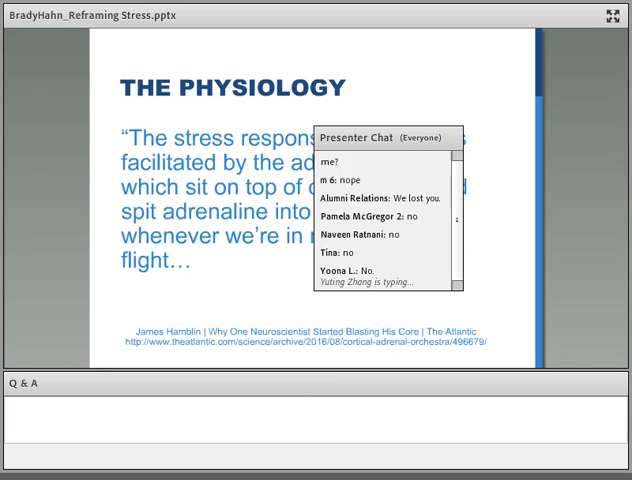 BradyHahn_Reframing Stress.pptx
THE PHYSIOLOGY
“The stress respons
facilitated by the ad
which sit on top of
spit adrenaline into
whenever we’re in
flight…
Presenter Chat (Everyone)
me?
m 6: nope
Alumni Relations: We lost you.
Pamela McGregor 2: no
Naveen Ratnani: no
Tina: no
Yoona L.: No.
Yuting Zhang is typing...
James Hamblin | Why One Neuroscientist Started Blasting His Core | The Atlantic
http://www.theatlantic.com/science/archive/2016/08/cortical-adrenal-orchestra/496679/
Q & A